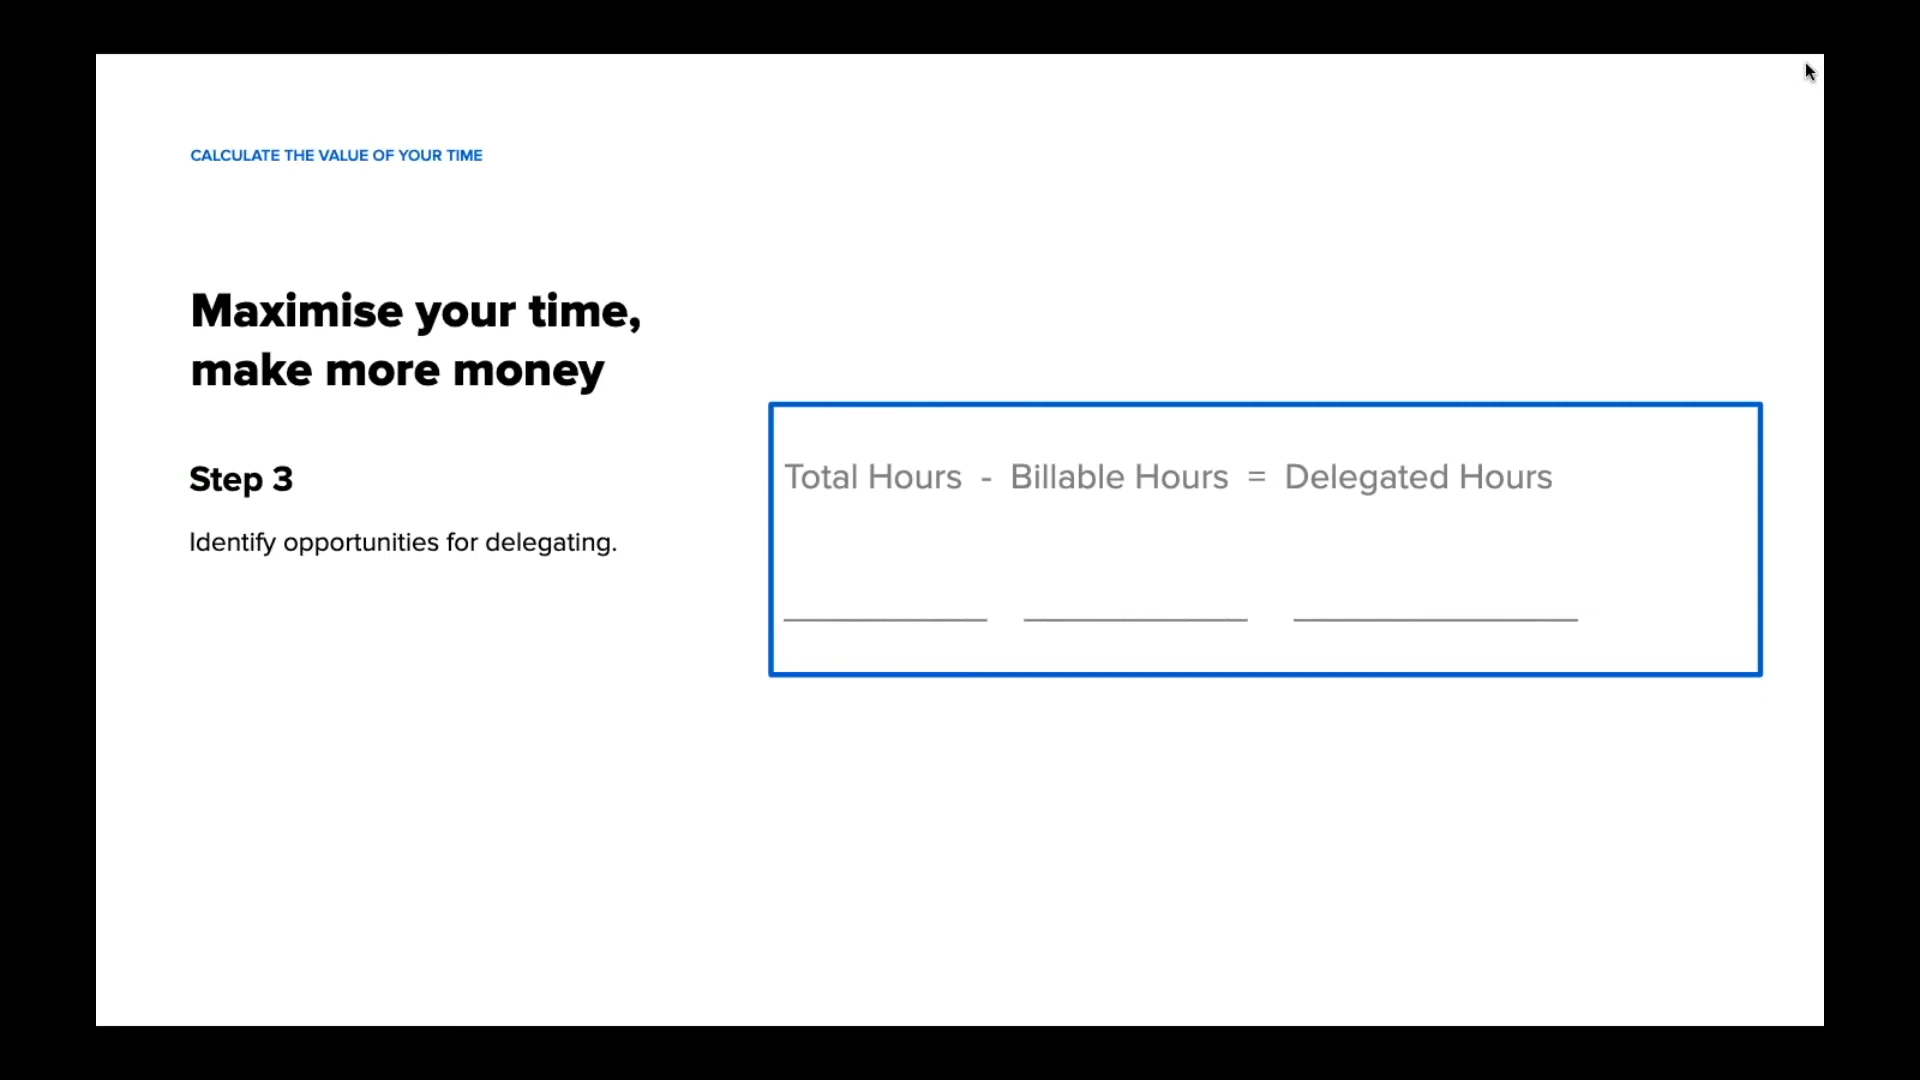 CALCULATE THE VALUE OF YOUR TIME
Maximise your time,
make more money
Step 3
Identify opportunities for delegating.
Total Hours - Billable Hours = Delegated Hours